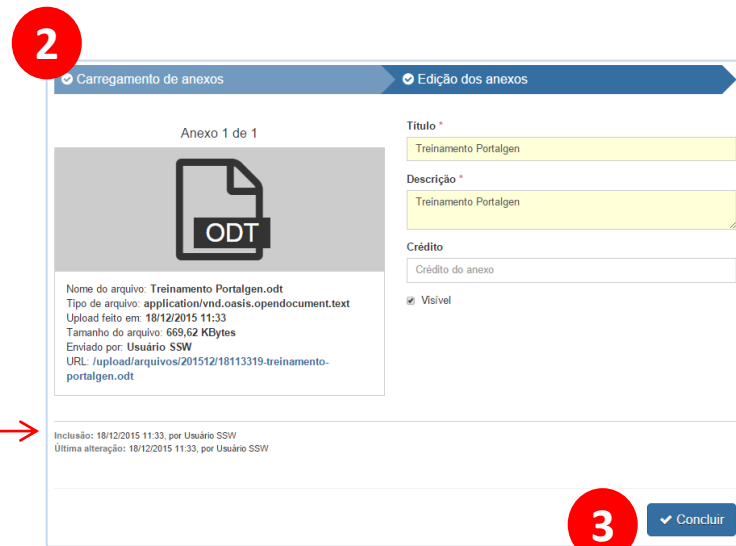 2
Carregamento de anexos
Edição dos anexos
Anexo 1 de 1
ODT
Nome do arquivo: Treinamento Portalgen.odt
Tipo de arquivo: application/vnd.oasis.opendocument.text
Upload feito em: 18/12/2015 11:33
Tamanho do arquivo: 669,62 KBytes
Enviado por: Usuário SSW
URL: /upload/arquivos/201512/18113319-treinamento-
portalgen.odt
Título *
Treinamento Portalgen
Descrição *
Treinamento Portalgen
Crédito
Crédito do anexo
Visível
Inclusão: 18/12/2015 11:33, por Usuário SSW
Última alteração: 18/12/2015 11:33, por Usuário SSW
3
Concluir